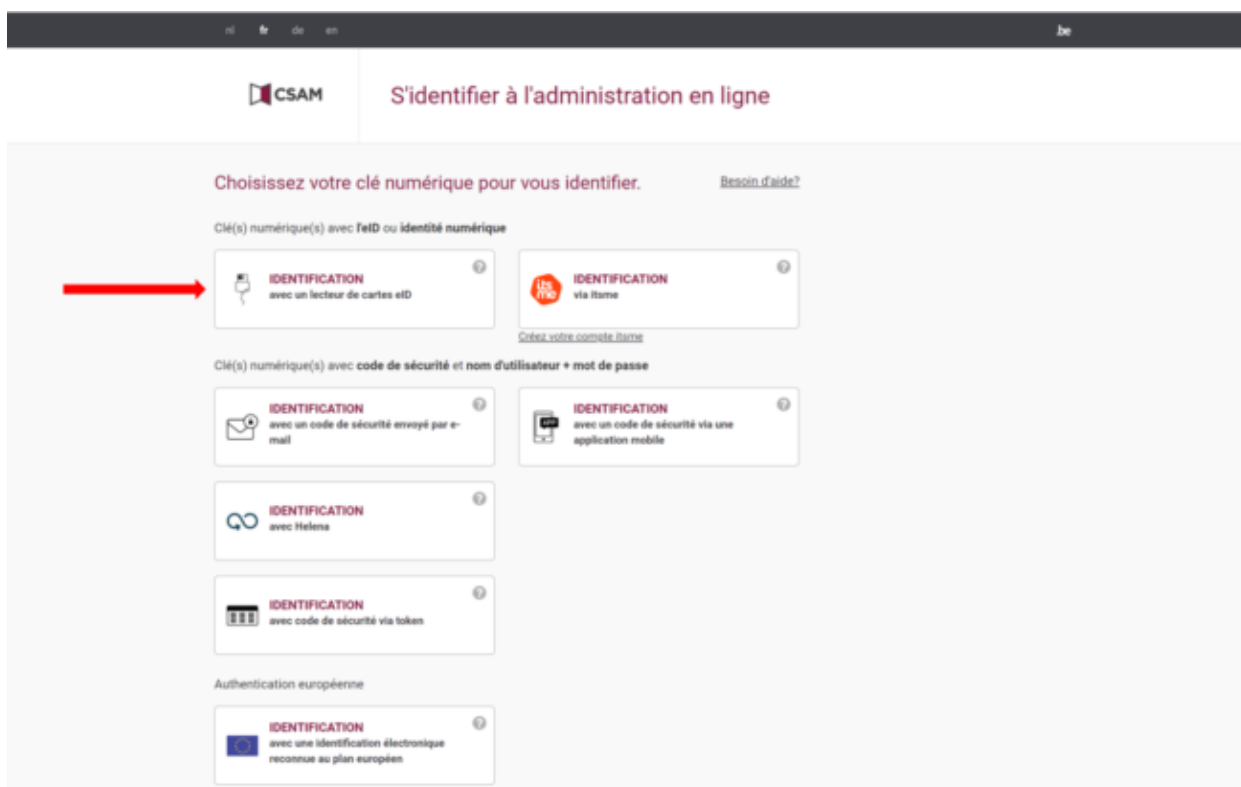 nl fr de en
.be
CSAM
S'identifier à l'administration en ligne
Choisissez votre clé numérique pour vous identifier.
Besoin d'aide?
Clé(s) numérique(s) avec l'eID ou identité numérique
IDENTIFICATION
avec un lecteur de cartes eID
?
its
me
IDENTIFICATION
via itsme
?
Créez votre compte itsme
Clé(s) numérique(s) avec code de sécurité et nom d'utilisateur + mot de passe
IDENTIFICATION
avec un code de sécurité envoyé par e-
mail
?
APP
IDENTIFICATION
avec un code de sécurité via une
application mobile
?
IDENTIFICATION
avec Helena
?
IDENTIFICATION
avec code de sécurité via token
?
Authentication européenne
IDENTIFICATION
avec une identification électronique
reconnue au plan européen
?